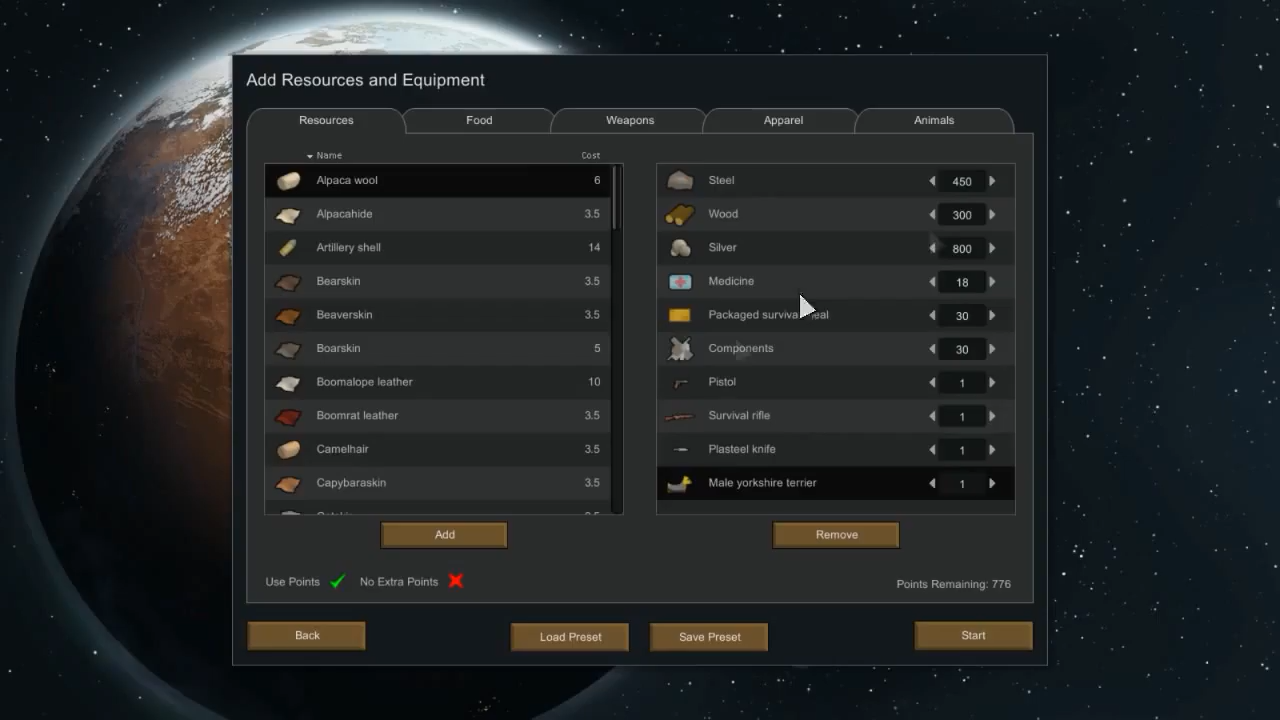 Add Resources and Equipment
Resources Food Weapons Apparel Animals
Name Cost
Alpaca wool 6
Alpacahide 3.5
Artillery shell 14
Bearskin 3.5
Beaverskin 3.5
Boarskin 5
Boomalope leather 10
Boomrat leather 3.5
Camelhair 3.5
Capybaraskin 3.5
Steel 450
Wood 300
Silver 800
Medicine 18
Packaged survival meal 30
Components 30
Pistol 1
Survival rifle 1
Plasteel knife 1
Male yorkshire terrier 1
Add Remove
Use Points No Extra Points Points Remaining: 776
Back Load Preset Save Preset Start